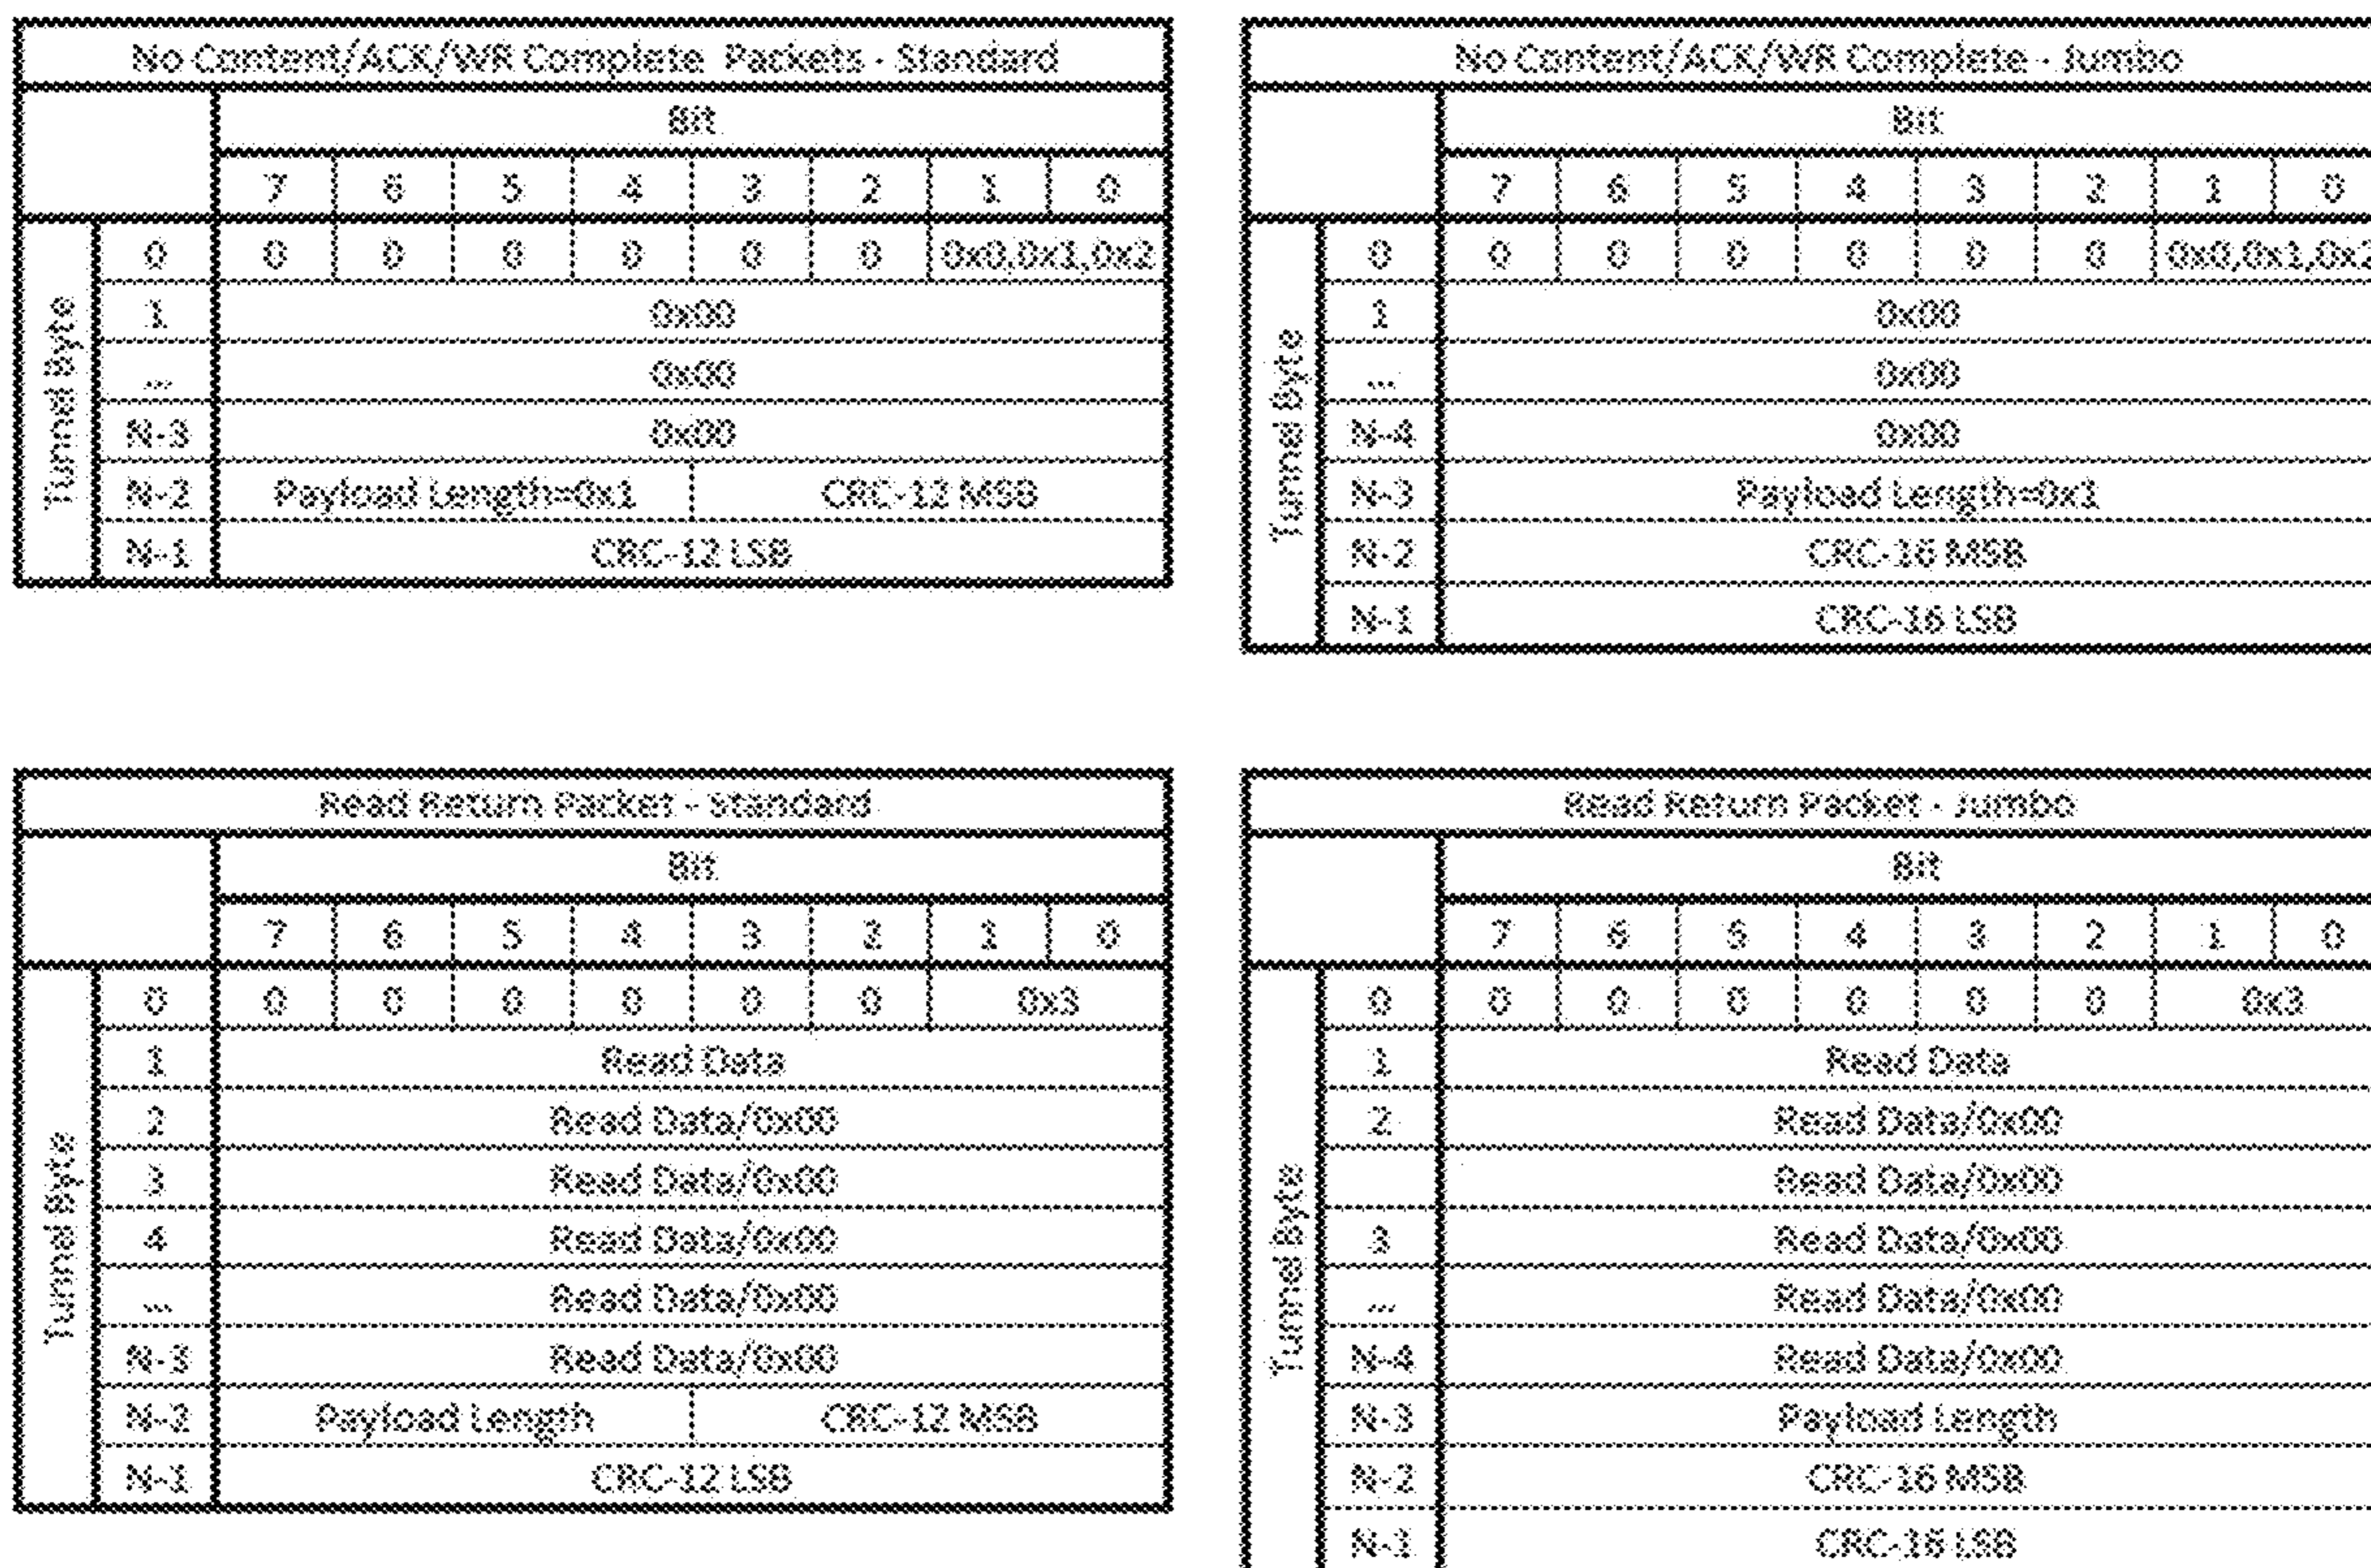 No Content/ACK/WR Complete Packets - Standard
Bit
7 6 5 4 3 2 1 0
Tunnel Byte
0 0 0 0 0 0 0 0x0,0x1,0x2
1 0x00
... 0x00
N-3 0x00
N-2 Payload Length=0x1 CRC-12 MSB
N-1 CRC-12 LSB
No Content/ACK/WR Complete - Jumbo
Bit
7 6 5 4 3 2 1 0
Tunnel Byte
0 0 0 0 0 0 0 0x0,0x1,0x2
1 0x00
... 0x00
N-4 0x00
N-3 Payload Length=0x1
N-2 CRC-16 MSB
N-1 CRC-16 LSB
Read Return Packet - Standard
Bit
7 6 5 4 3 2 1 0
Tunnel Byte
0 0 0 0 0 0 0 0x3
1 Read Data
2 Read Data/0x00
3 Read Data/0x00
4 Read Data/0x00
... Read Data/0x00
N-3 Read Data/0x00
N-2 Payload Length CRC-12 MSB
N-1 CRC-12 LSB
Read Return Packet - Jumbo
Bit
7 6 5 4 3 2 1 0
Tunnel Byte
0 0 0 0 0 0 0 0x3
1 Read Data
2 Read Data/0x00
Read Data/0x00
3 Read Data/0x00
... Read Data/0x00
N-4 Read Data/0x00
N-3 Payload Length
N-2 CRC-16 MSB
N-1 CRC-16 LSB